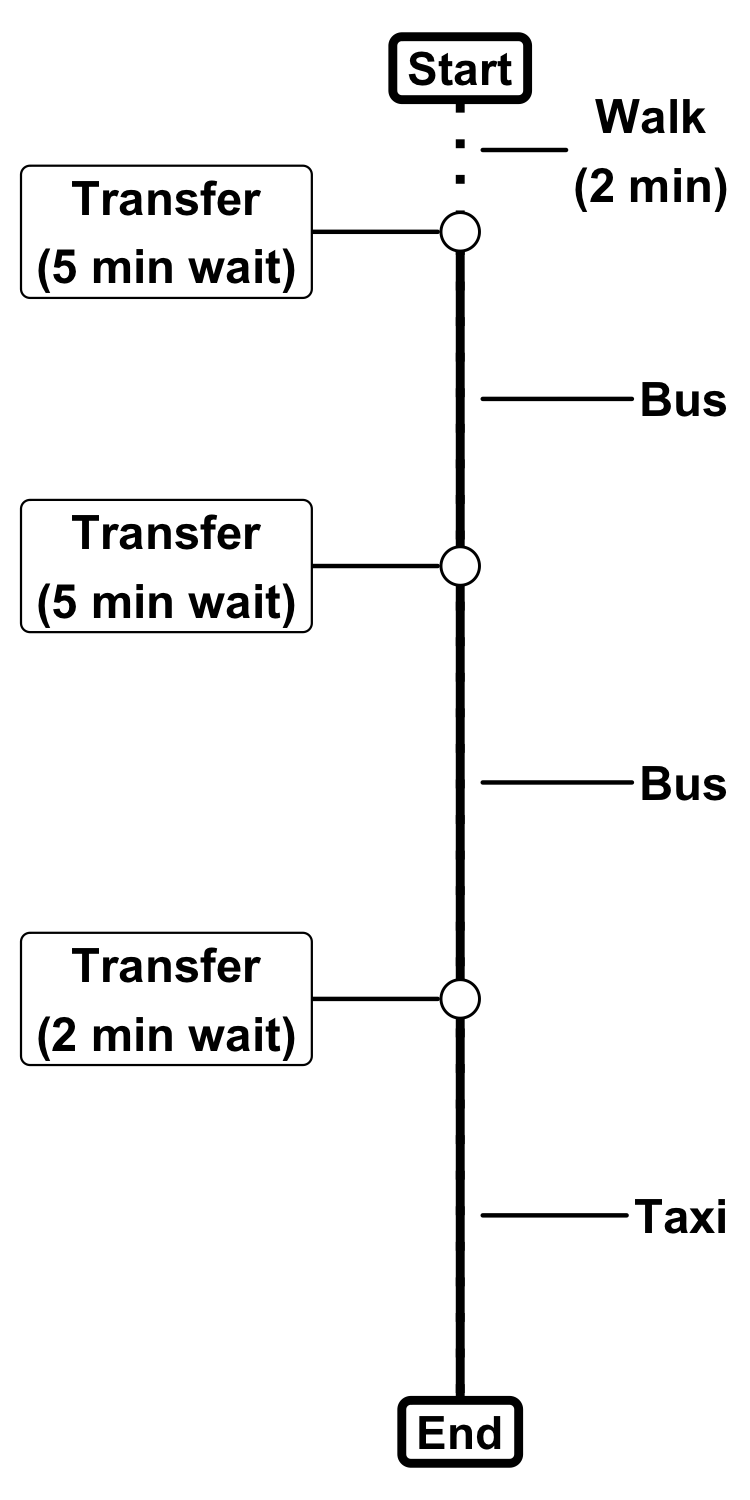 Start
Walk
(2 min)
Transfer
(5 min wait)
Bus
Transfer
(5 min wait)
Bus
Transfer
(2 min wait)
Taxi
End